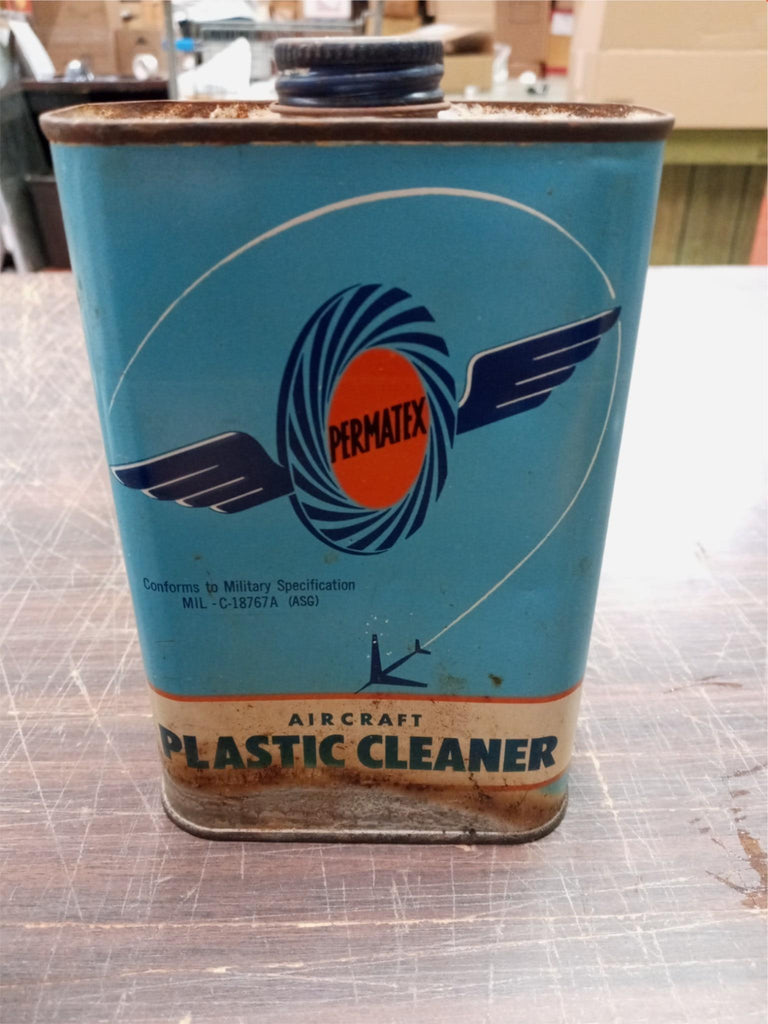 PERMATEX
Conforms to Military Specification
MIL - C-18767A (ASG)
AIRCRAFT
PLASTIC CLEANER